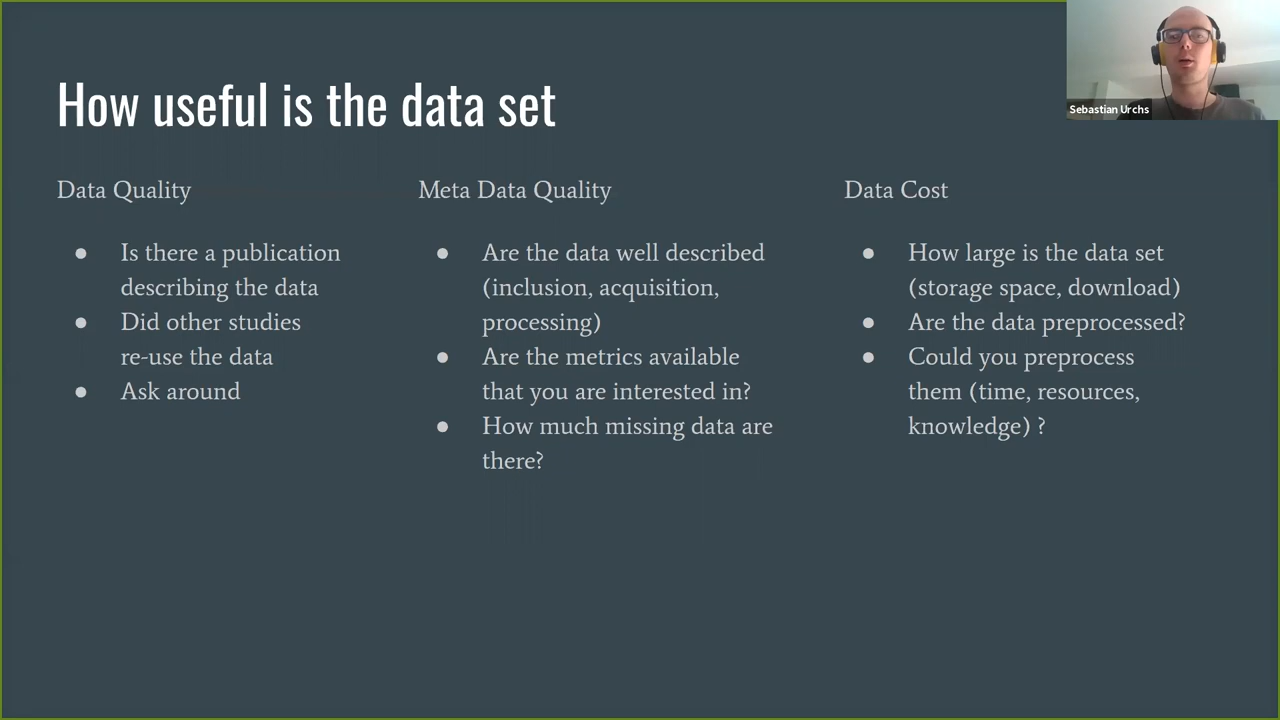 How useful is the data set
Sebastian Urchs
Data Quality
● Is there a publication
describing the data
● Did other studies
re-use the data
● Ask around
Meta Data Quality
● Are the data well described
(inclusion, acquisition,
processing)
● Are the metrics available
that you are interested in?
● How much missing data are
there?
Data Cost
● How large is the data set
(storage space, download)
● Are the data preprocessed?
● Could you preprocess
them (time, resources,
knowledge) ?